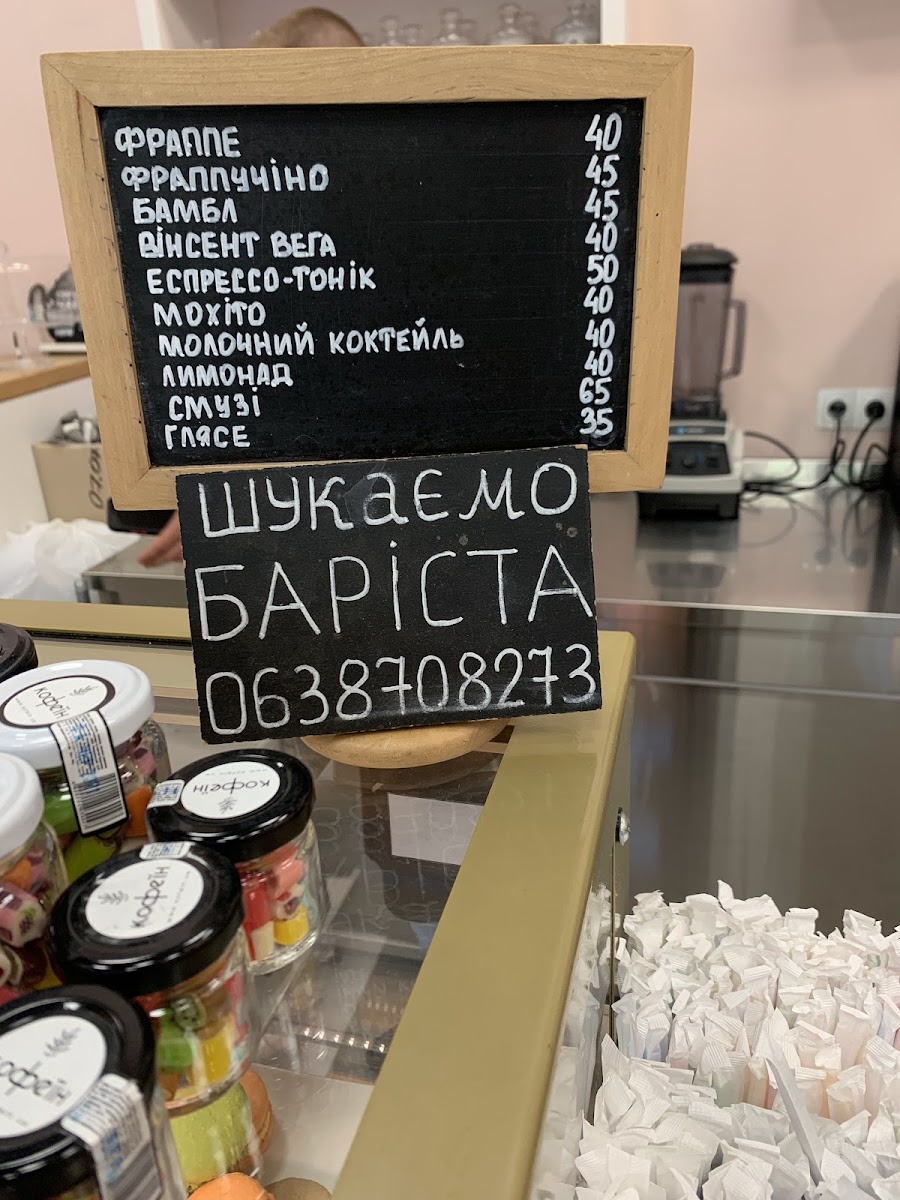 ФРАППЕ 40
ФРАППУЧІНО 45
БАМБЛ 45
ВІНСЕНТ ВЕГА 40
ЕСПРЕССО-ТОНІК 50
МОХІТО 40
МОЛОЧНИЙ КОКТЕЙЛЬ 40
ЛИМОНАД 40
СМУЗІ 65
ГЛЯСЕ 35
ШУКАЄМО
БАРІСТА
0638708273
кофеїн
кофеїн
кофеїн
кофеїн